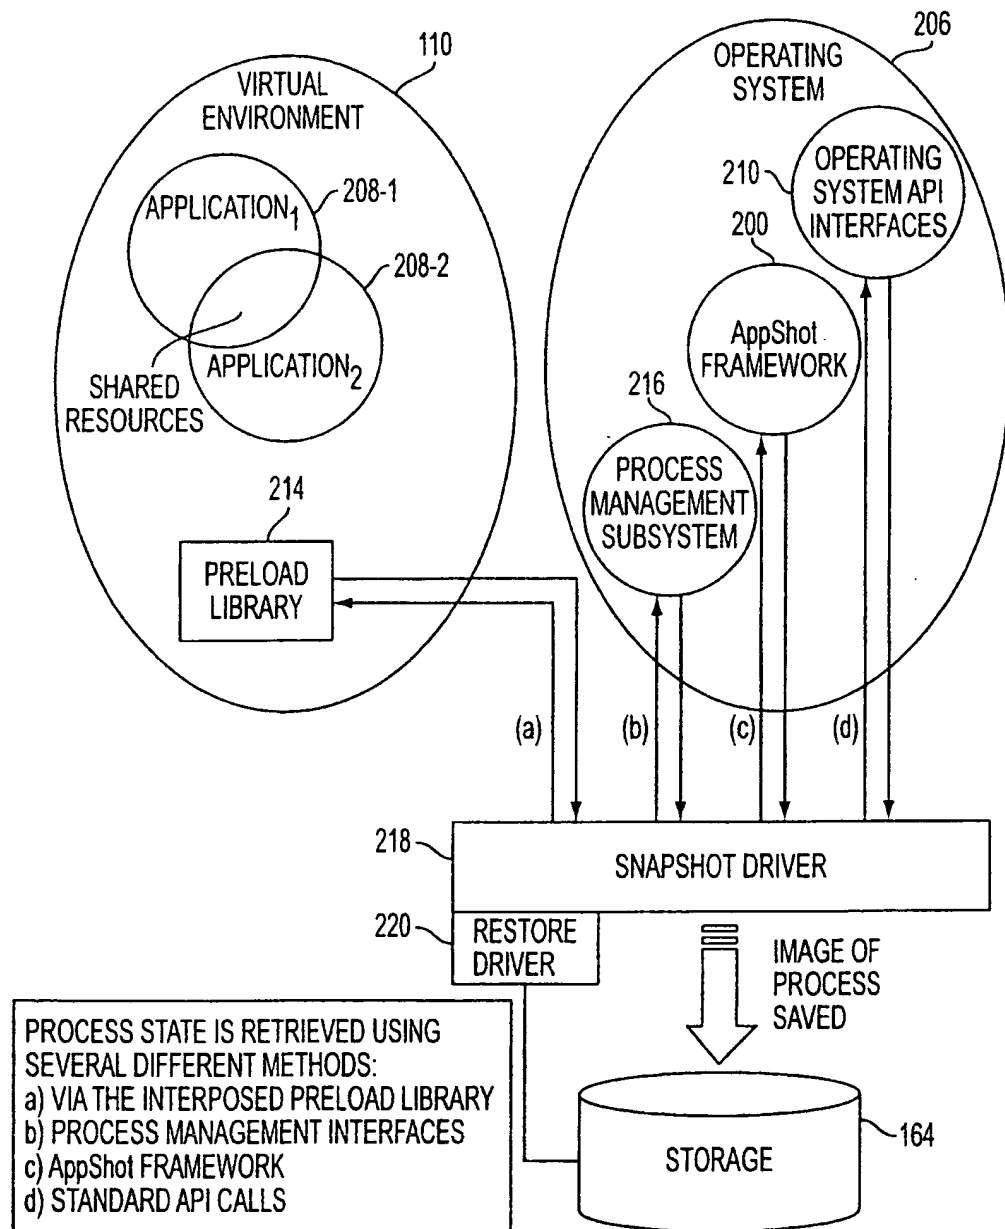 110
VIRTUAL
ENVIRONMENT
APPLICATION1
208-1
208-2
APPLICATION2
SHARED
RESOURCES
214
PRELOAD
LIBRARY
206
OPERATING
SYSTEM
210
OPERATING
SYSTEM API
INTERFACES
200
AppShot
FRAMEWORK
216
PROCESS
MANAGEMENT
SUBSYSTEM
(a)
(b)
(c)
(d)
218
SNAPSHOT DRIVER
220
RESTORE
DRIVER
IMAGE OF
PROCESS
SAVED
PROCESS STATE IS RETRIEVED USING
SEVERAL DIFFERENT METHODS:
a) VIA THE INTERPOSED PRELOAD LIBRARY
b) PROCESS MANAGEMENT INTERFACES
c) AppShot FRAMEWORK
d) STANDARD API CALLS
STORAGE
164